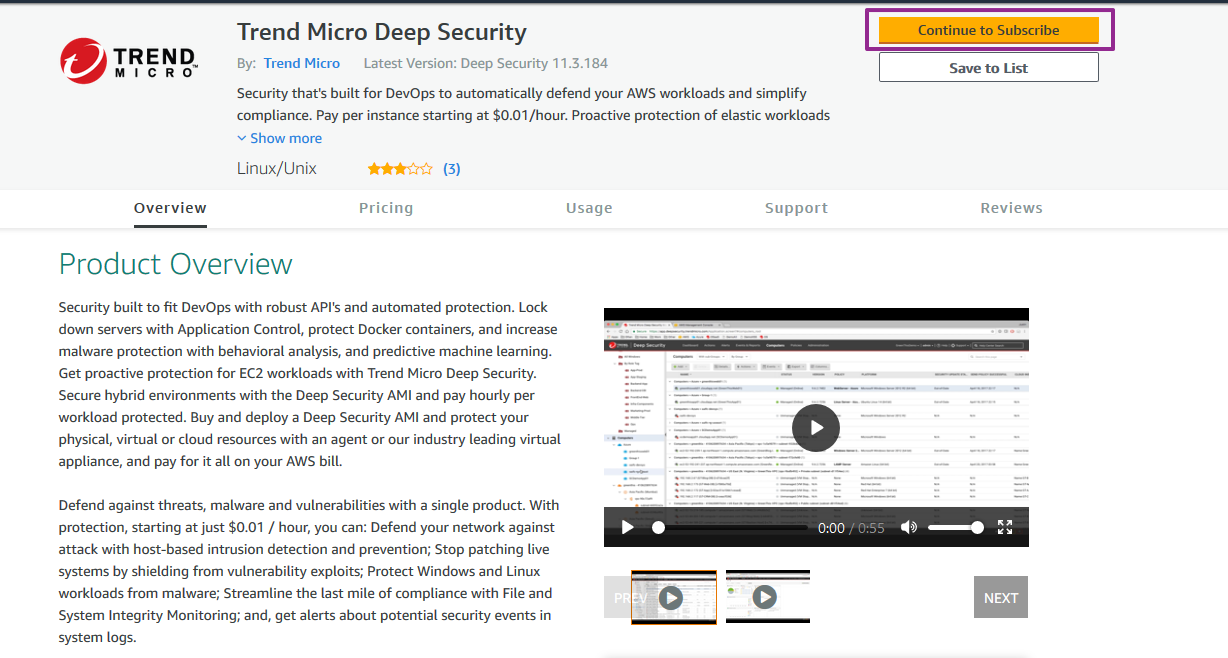 TREND
MICRO
Trend Micro Deep Security
By: Trend Micro Latest Version: Deep Security 11.3.184
Security that's built for DevOps to automatically defend your AWS workloads and simplify
compliance. Pay per instance starting at $0.01/hour. Proactive protection of elastic workloads
Show more
Linux/Unix (3)
Continue to Subscribe
Save to List
Overview Pricing Usage Support Reviews
Product Overview
Security built to fit DevOps with robust API's and automated protection. Lock
down servers with Application Control, protect Docker containers, and increase
malware protection with behavioral analysis, and predictive machine learning.
Get proactive protection for EC2 workloads with Trend Micro Deep Security.
Secure hybrid environments with the Deep Security AMI and pay hourly per
workload protected. Buy and deploy a Deep Security AMI and protect your
physical, virtual or cloud resources with an agent or our industry leading virtual
appliance, and pay for it all on your AWS bill.
Defend against threats, malware and vulnerabilities with a single product. With
protection, starting at just $0.01 / hour, you can: Defend your network against
attack with host-based intrusion detection and prevention; Stop patching live
systems by shielding from vulnerability exploits; Protect Windows and Linux
workloads from malware; Streamline the last mile of compliance with File and
System Integrity Monitoring; and, get alerts about potential security events in
system logs.
Deep Security
Computers
0:00 / 0:55
PREV
NEXT